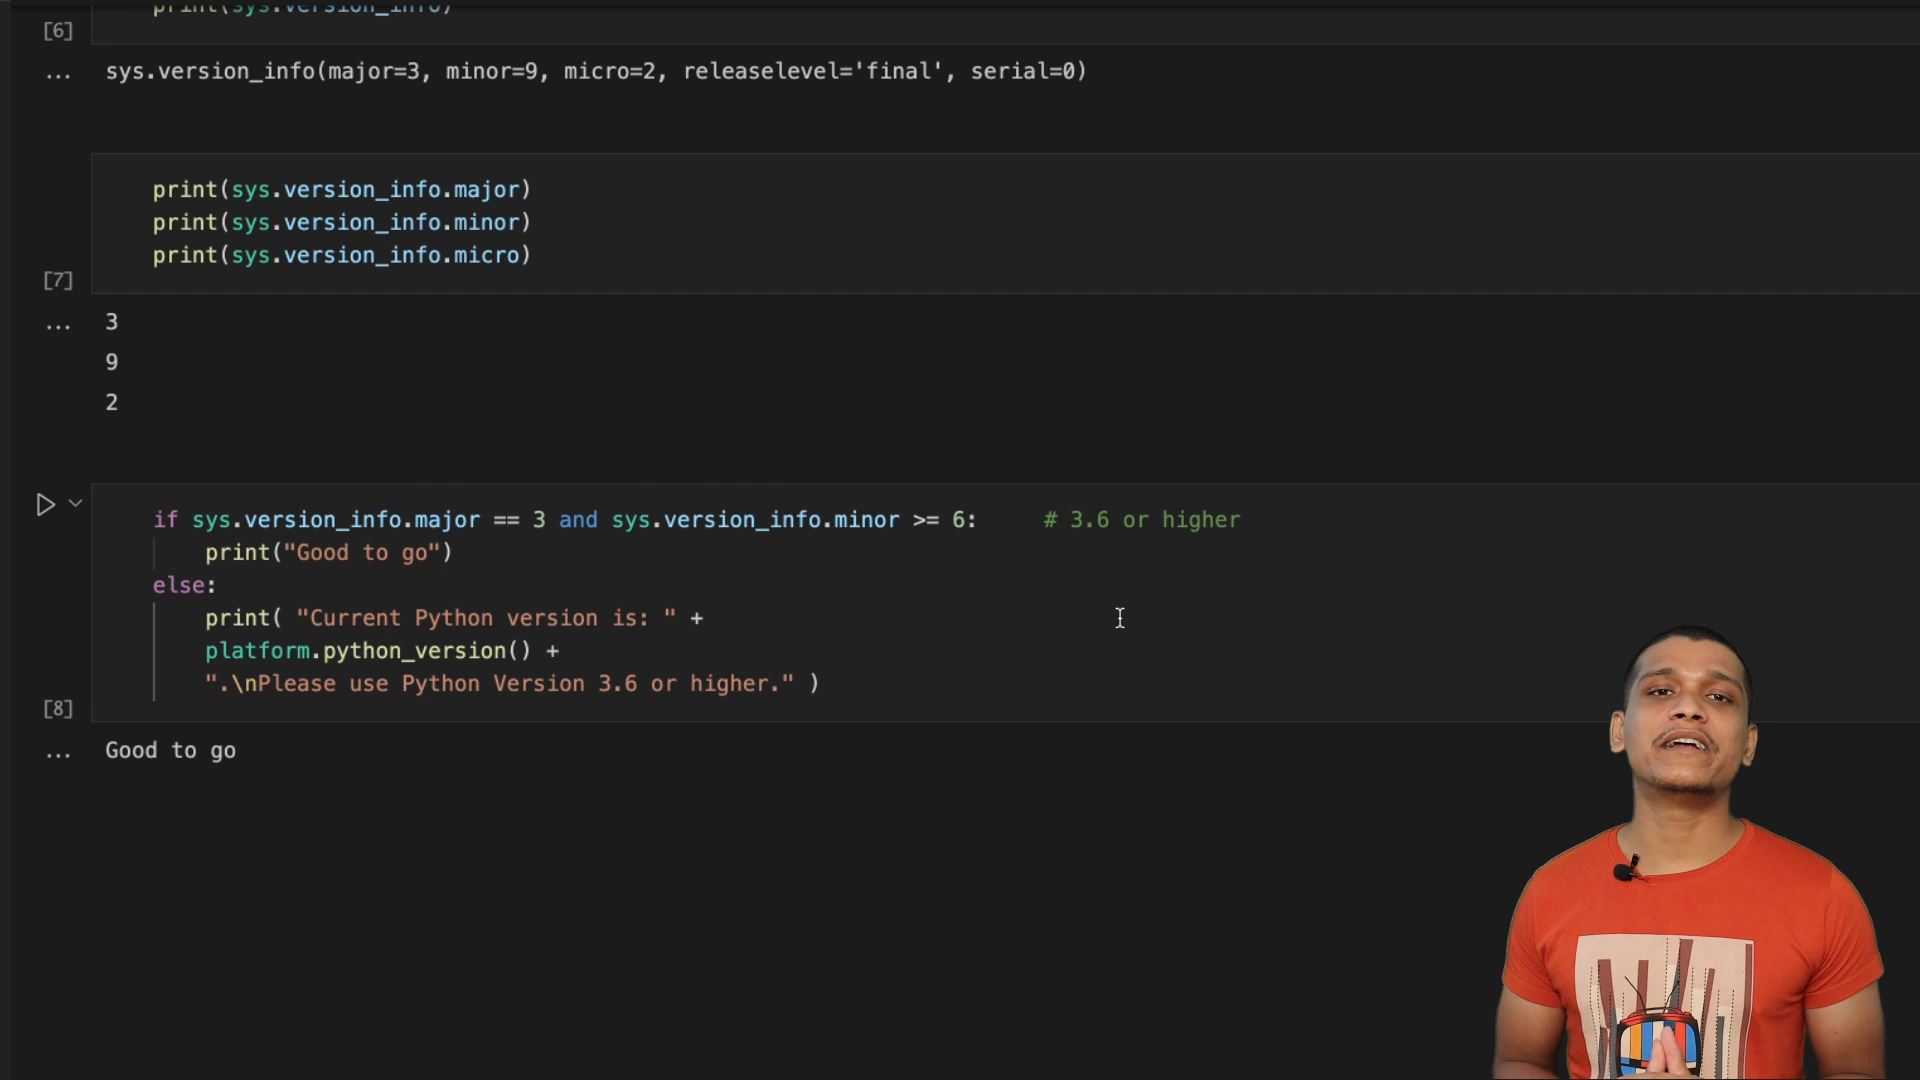 print(sys.version_info)
[6]
... sys.version_info(major=3, minor=9, micro=2, releaselevel='final', serial=0)
print(sys.version_info.major)
print(sys.version_info.minor)
print(sys.version_info.micro)
[7]
... 3
9
2
if sys.version_info.major == 3 and sys.version_info.minor >= 6:     # 3.6 or higher
    print("Good to go")
else:
    print( "Current Python version is: " +
    platform.python_version() +
    ".\nPlease use Python Version 3.6 or higher." )
[8]
... Good to go